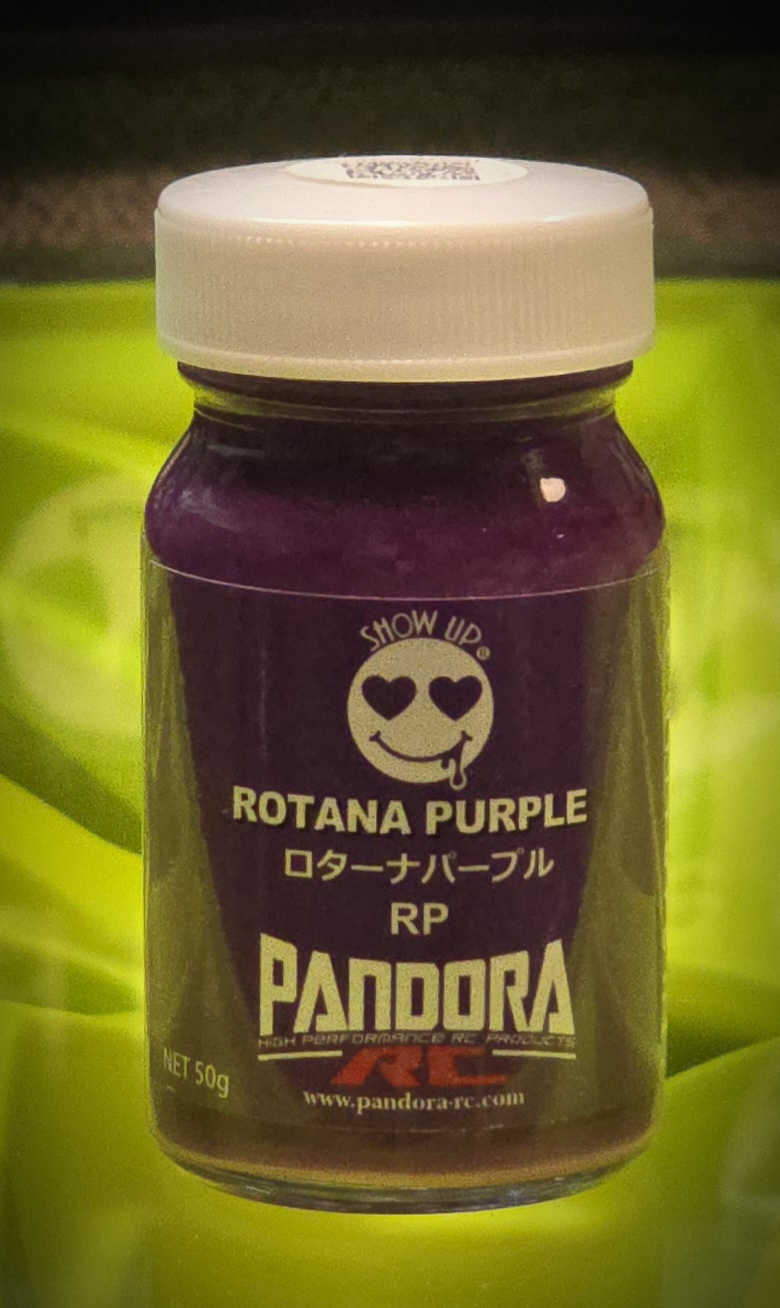 SHOW UP®
ROTANA PURPLE
ロターナパープル
RP
PANDORA
HIGH PERFORMANCE RC PRODUCTS
RC
NET 50g
www.pandora-rc.com